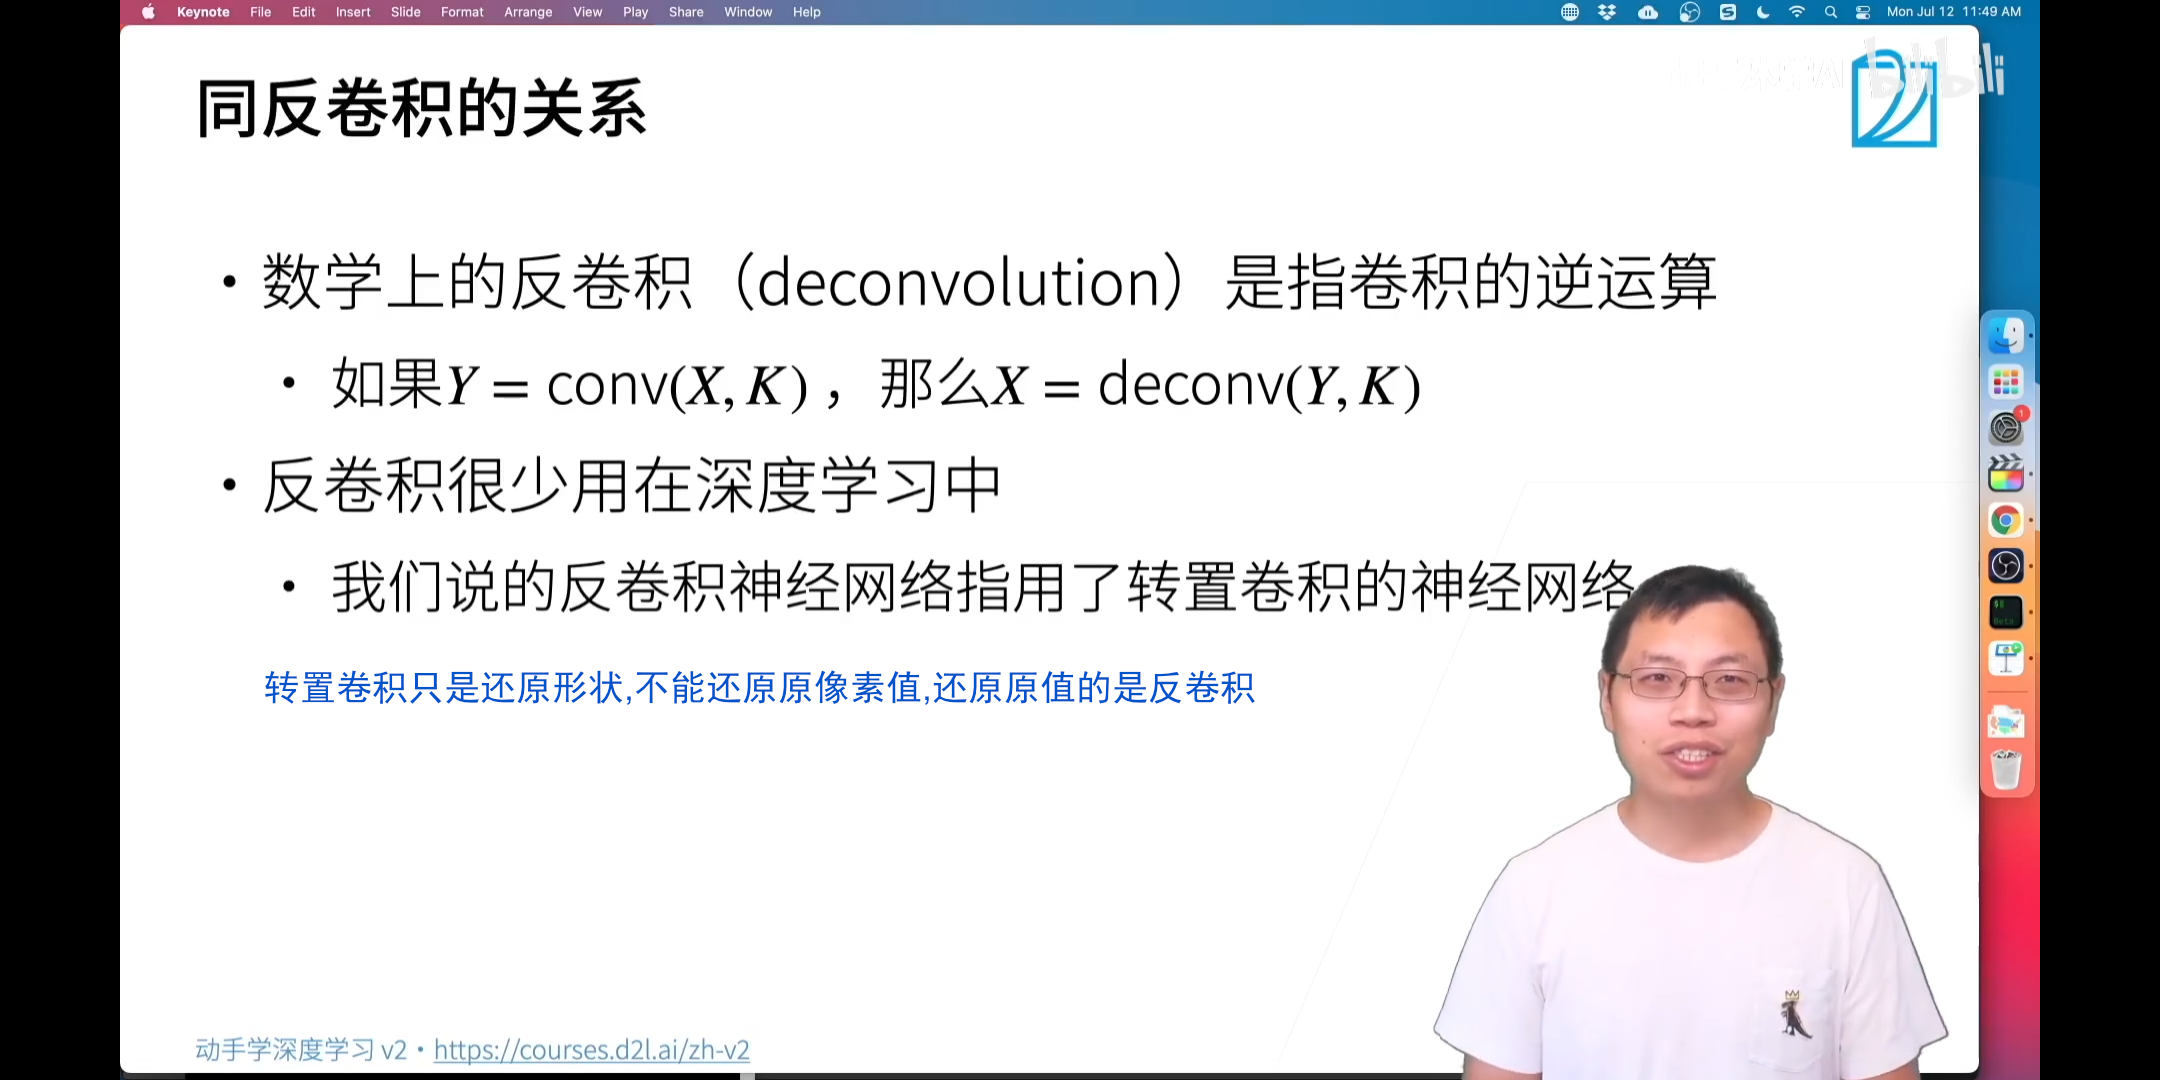 Keynote File Edit Insert Slide Format Arrange View Play Share Window Help Mon Jul 12 11:49 AM
bilibili
同反卷积的关系
• 数学上的反卷积（deconvolution）是指卷积的逆运算
• 如果Y = conv(X, K)，那么X = deconv(Y, K)
• 反卷积很少用在深度学习中
• 我们说的反卷积神经网络指用了转置卷积的神经网络
转置卷积只是还原形状,不能还原原像素值,还原原值的是反卷积
动手学深度学习 v2 • https://courses.d2l.ai/zh-v2